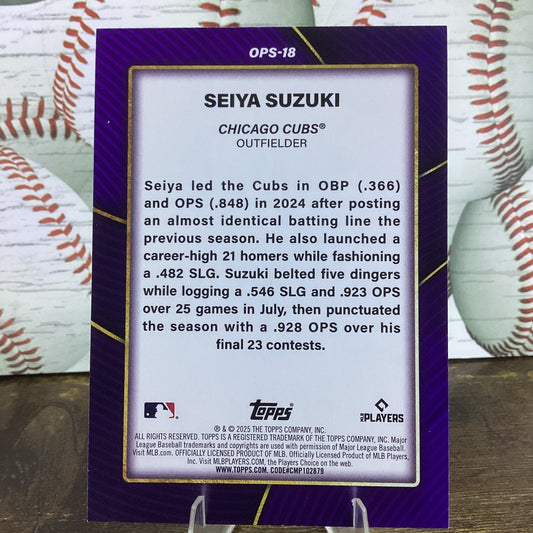 OPS-18
SEIYA SUZUKI
CHICAGO CUBS®
OUTFIELDER
Seiya led the Cubs in OBP (.366)
and OPS (.848) in 2024 after posting
an almost identical batting line the
previous season. He also launched a
career-high 21 homers while fashioning
a .482 SLG. Suzuki belted five dingers
while logging a .546 SLG and .923 OPS
over 25 games in July, then punctuated
the season with a .928 OPS over his
final 23 contests.
Topps
MLB PLAYERS
® & © 2025 THE TOPPS COMPANY, INC.
ALL RIGHTS RESERVED. TOPPS IS A REGISTERED TRADEMARK OF THE TOPPS COMPANY, INC. Major
League Baseball trademarks and copyrights are used with permission of Major League Baseball.
Visit MLB.com. OFFICIALLY LICENSED PRODUCT OF MLB. Officially Licensed Product of MLB Players,
Inc. Visit MLBPLAYERS.COM, the Players Choice on the web.
WWW.TOPPS.COM. CODE#CMP102879